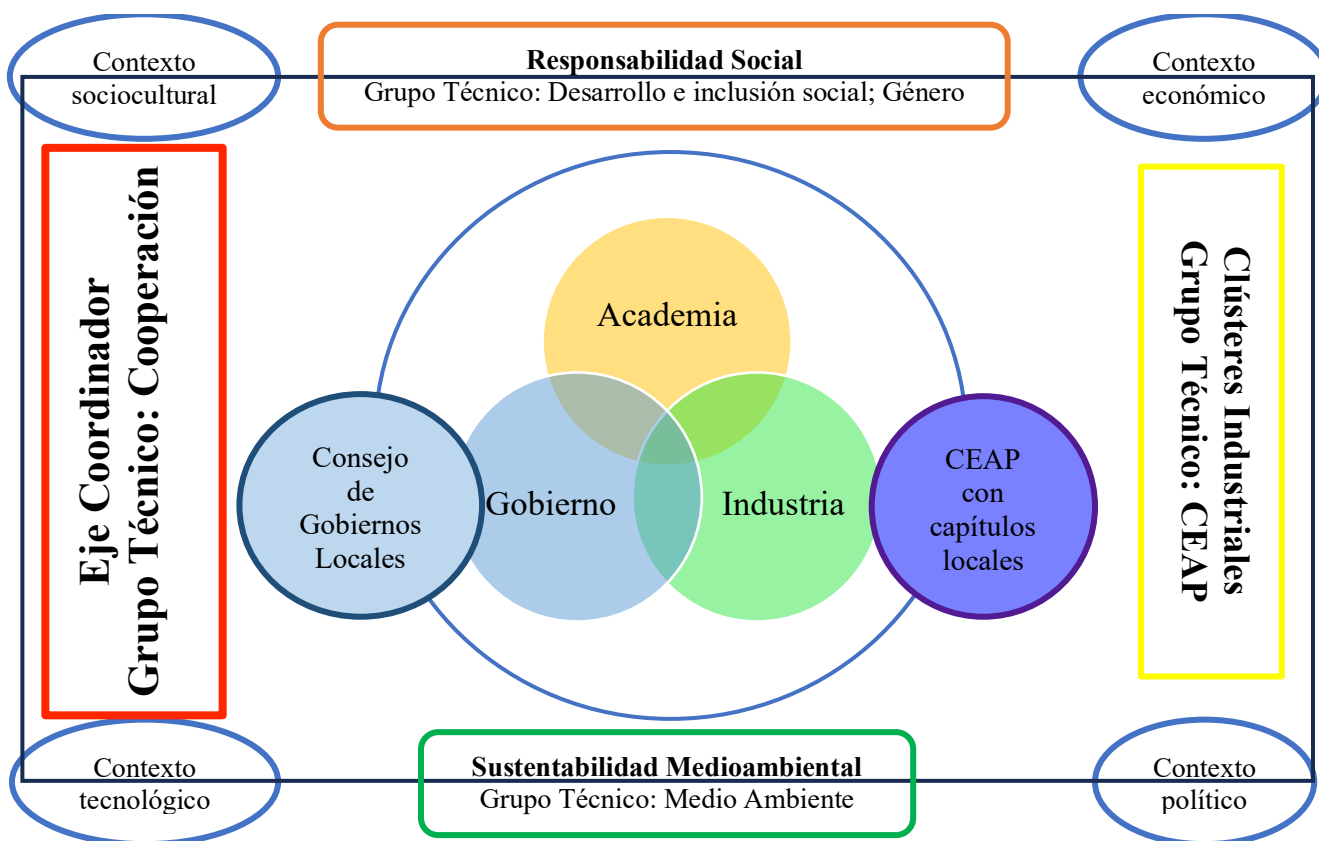 Contexto
sociocultural
Responsabilidad Social
Grupo Técnico: Desarrollo e inclusión social; Género
Contexto
económico
Eje Coordinador
Grupo Técnico: Cooperación
Academia
Consejo
de
Gobiernos
Locales
Gobierno
Industria
CEAP
con
capítulos
locales
Clústeres Industriales
Grupo Técnico: CEAP
Contexto
tecnológico
Sustentabilidad Medioambiental
Grupo Técnico: Medio Ambiente
Contexto
político